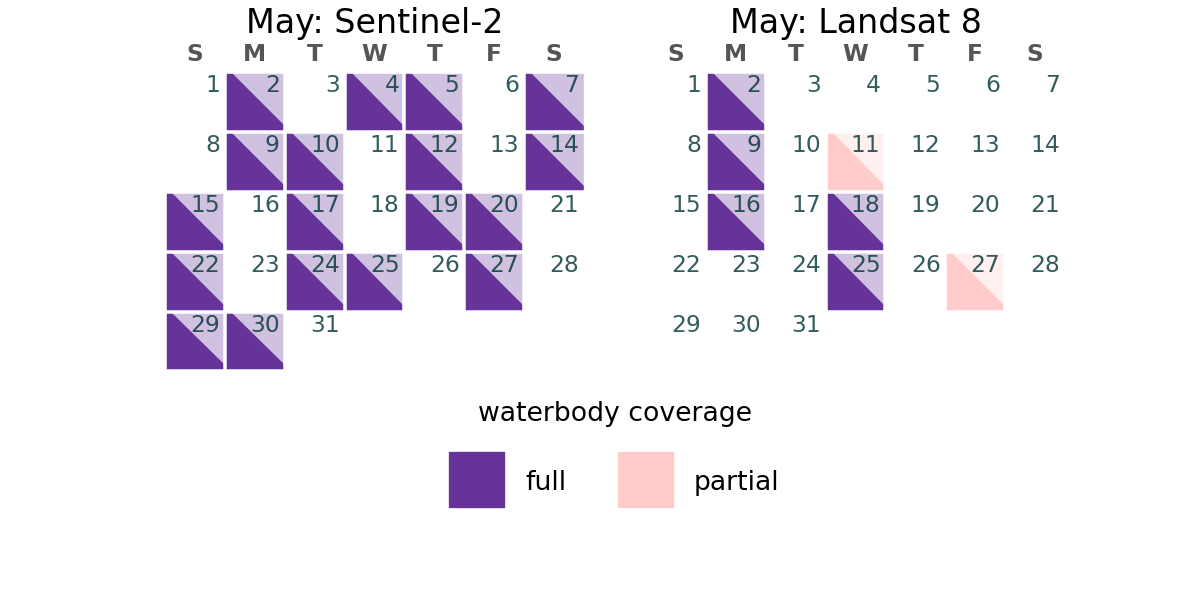 May: Sentinel-2
S M T W T F S
1 2 3 4 5 6 7
8 9 10 11 12 13 14
15 16 17 18 19 20 21
22 23 24 25 26 27 28
29 30 31
May: Landsat 8
S M T W T F S
1 2 3 4 5 6 7
8 9 10 11 12 13 14
15 16 17 18 19 20 21
22 23 24 25 26 27 28
29 30 31
waterbody coverage
full partial